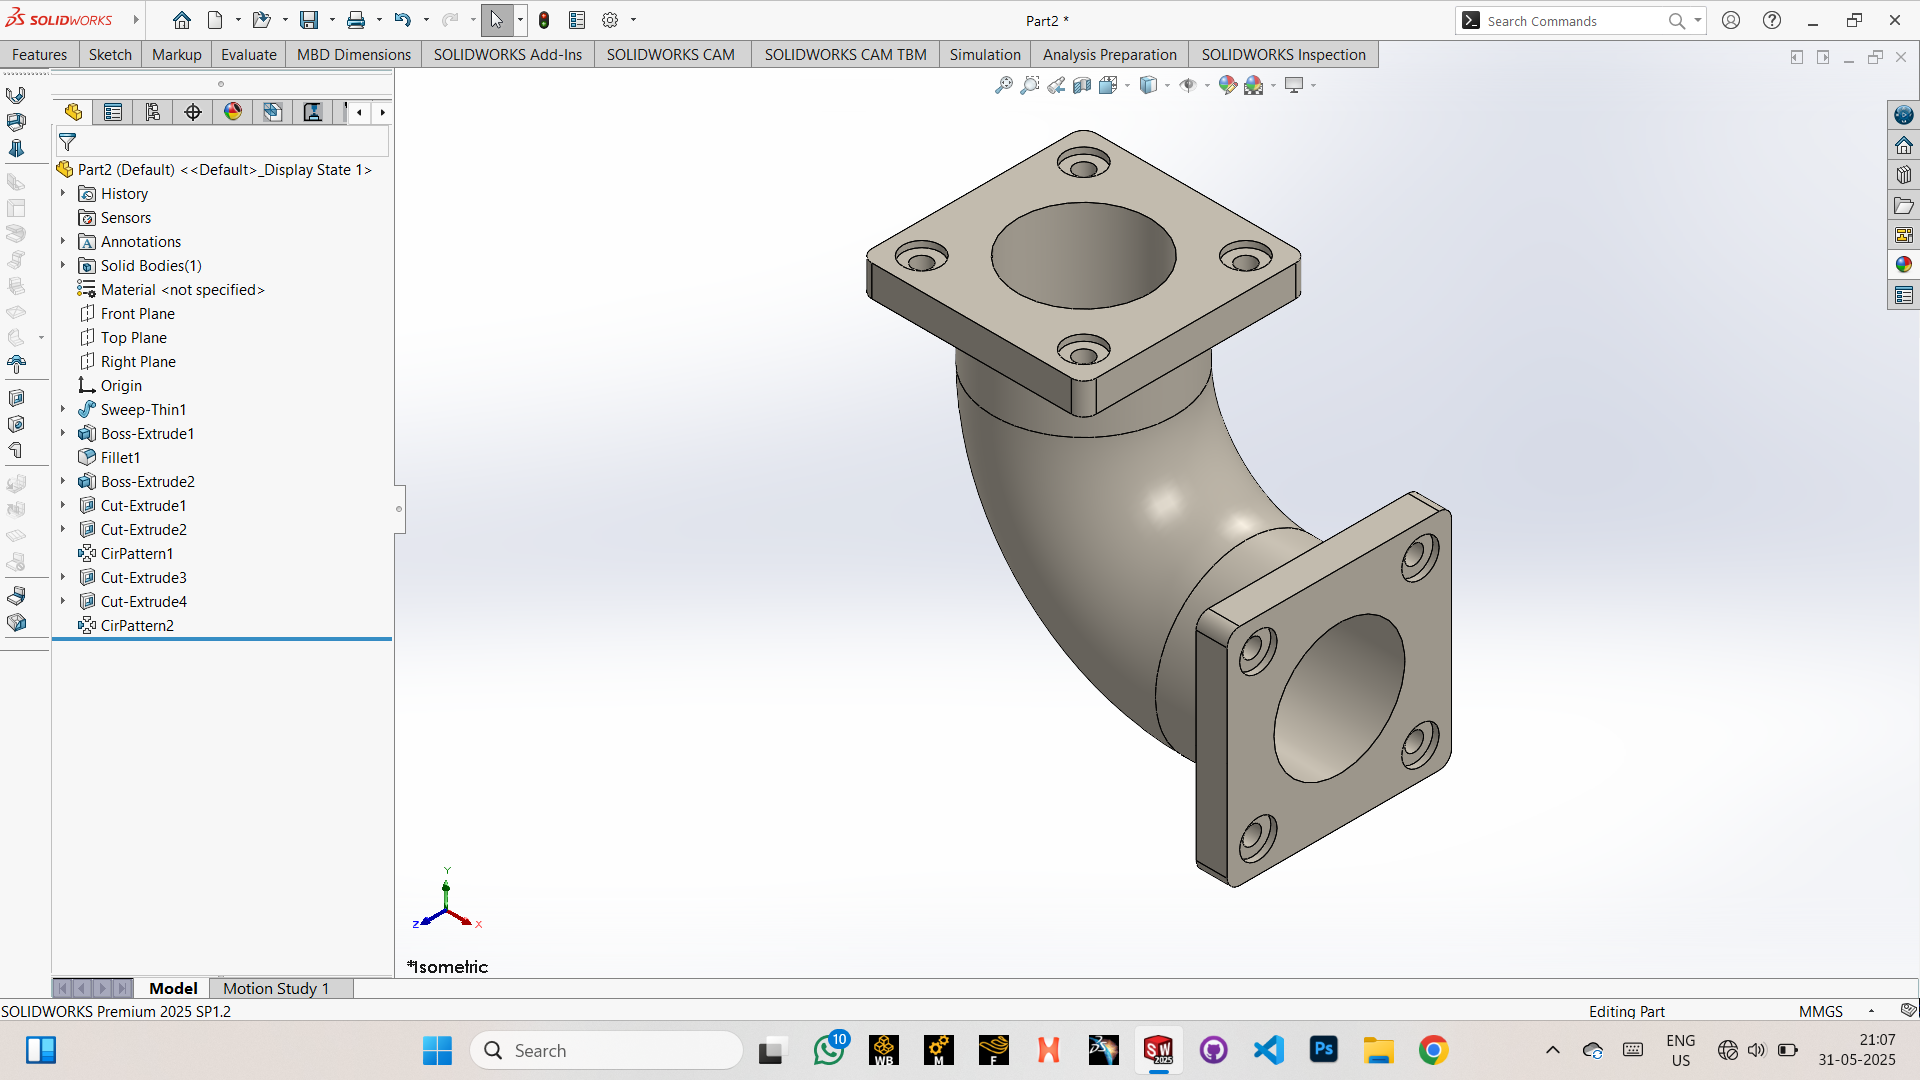 SOLIDWORKS
Part2 *
Search Commands
Features
Sketch
Markup
Evaluate
MBD Dimensions
SOLIDWORKS Add-Ins
SOLIDWORKS CAM
SOLIDWORKS CAM TBM
Simulation
Analysis Preparation
SOLIDWORKS Inspection
Part2 (Default) <<Default>_Display State 1>
History
Sensors
A Annotations
Solid Bodies(1)
Material <not specified>
Front Plane
Top Plane
Right Plane
Origin
Sweep-Thin1
Boss-Extrude1
Fillet1
Boss-Extrude2
Cut-Extrude1
Cut-Extrude2
CirPattern1
Cut-Extrude3
Cut-Extrude4
CirPattern2
Y
Z
X
*Isometric
Model
Motion Study 1
SOLIDWORKS Premium 2025 SP1.2
Editing Part
MMGS
Search
10
WB
M
F
SW
2025
Ps
ENG
US
21:07
31-05-2025